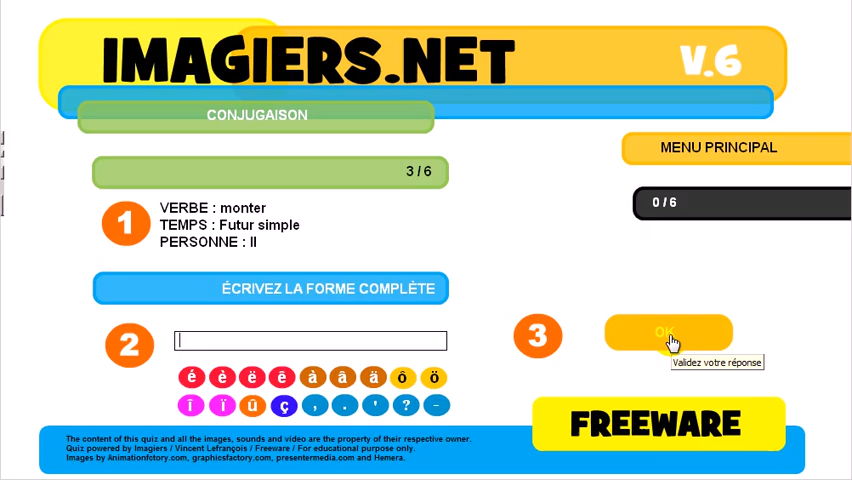 IMAGIERS.NET
V.6
CONJUGAISON
MENU PRINCIPAL
3 / 6
0 / 6
1
VERBE : monter
TEMPS : Futur simple
PERSONNE : Il
ÉCRIVEZ LA FORME COMPLÈTE
2
3
OK
Validez votre réponse
é è ë ê à â ä ô ö
î ï û ç , . ' ? -
FREEWARE
The content of this quiz and all the images, sounds and video are the property of their respective owner.
Quiz powered by Imagiers / Vincent Lefrançois / Freeware / For educational purpose only.
Images by Animationfctory.com, graphicsfactory.com, presentermedia.com and Hemera.